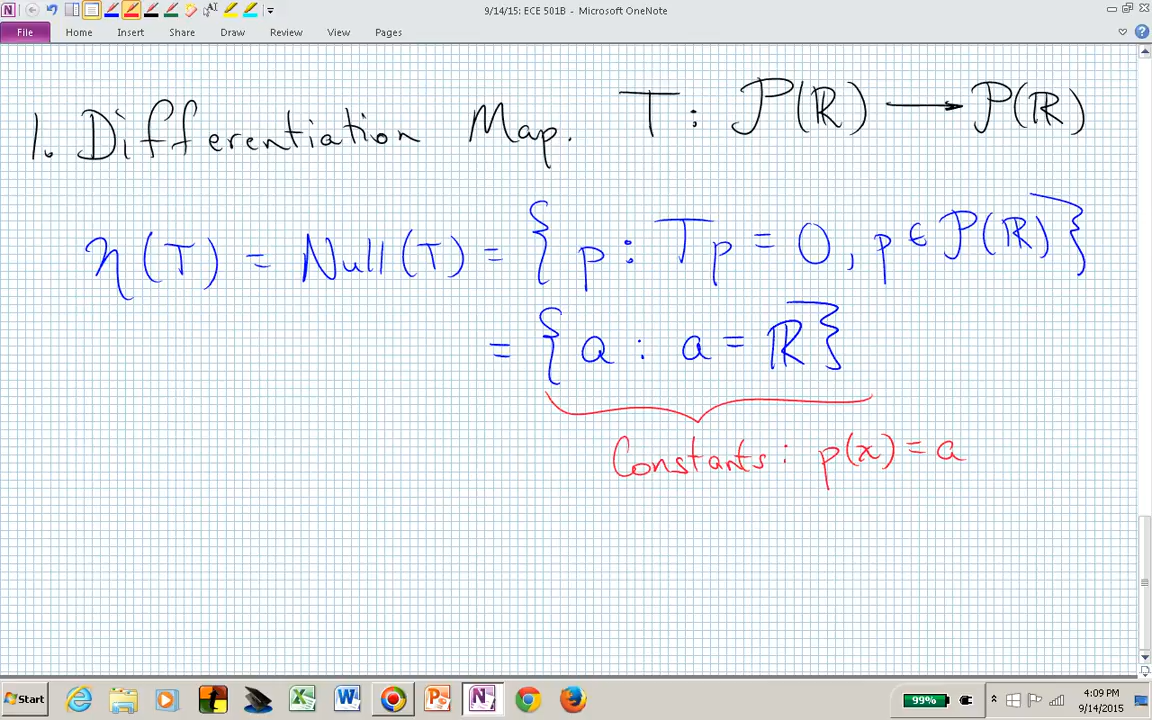 9/14/15: ECE 501B - Microsoft OneNote
File Home Insert Share Draw Review View Pages
1. Differentiation Map. T: P(ℝ) → P(ℝ)
η(T) = Null(T) = { p : Tp = 0, p ∈ P(ℝ) }
= { a : a = ℝ }
Constants : p(x) = a
Start 99% 4:09 PM
9/14/2015